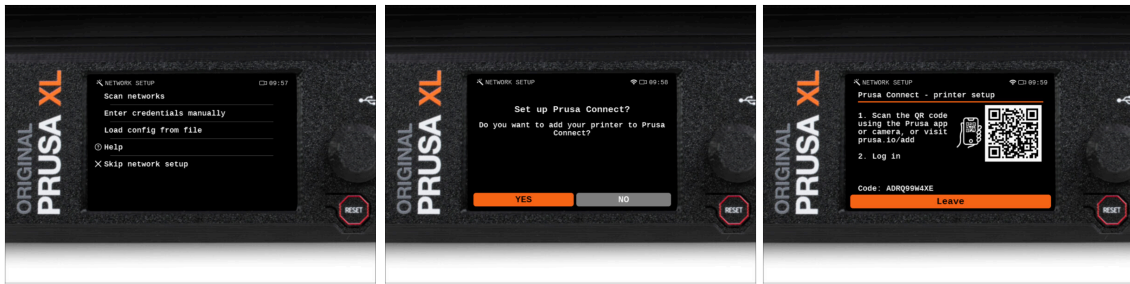 ORIGINAL
PRUSA XL
NETWORK SETUP
09:57
Scan networks
Enter credentials manually
Load config from file
Help
Skip network setup
RESET
ORIGINAL
PRUSA XL
NETWORK SETUP
09:58
Set up Prusa Connect?
Do you want to add your printer to Prusa
Connect?
YES
NO
RESET
ORIGINAL
PRUSA XL
NETWORK SETUP
09:59
Prusa Connect - printer setup
1. Scan the QR code
using the Prusa app
or camera, or visit
prusa.io/add
2. Log in
Code: ADRQ99W4XE
Leave
RESET